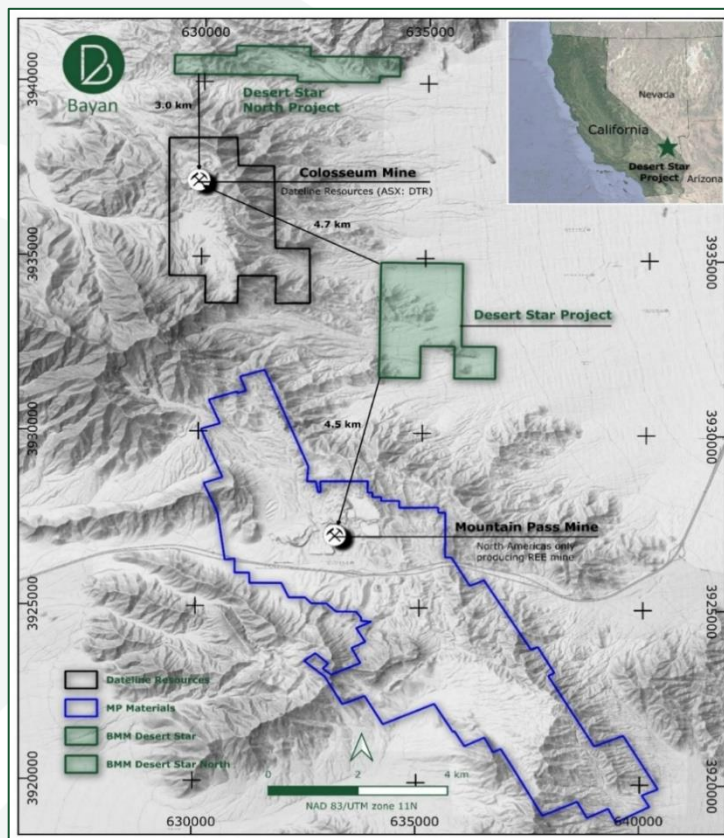 630000
635000
3940000
Bayan
Desert Star
North Project
3.0 km
Nevada
California
Desert Star
Project
Arizona
Colosseum Mine
Dateline Resources (ASX: DTR)
4.7 km
3935000
3935000
Desert Star Project
3930000
3930000
4.5 km
Mountain Pass Mine
North Americas only
producing REE mine
3925000
3925000
Dateline Resources
MP Materials
BMM Desert Star
BMM Desert Star North
3920000
3920000
0 2 4 km
NAD 83/UTM zone 11N
630000
635000
640000